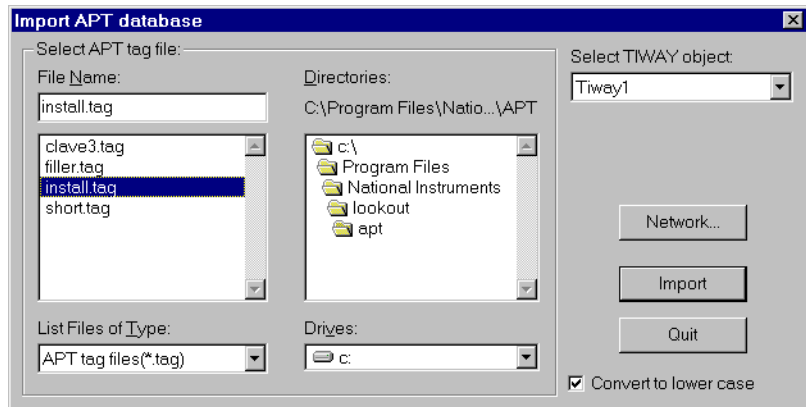 Import APT database
Select APT tag file:
File Name:
install.tag
clave3.tag
filler.tag
install.tag
short.tag
List Files of Type:
APT tag files(*.tag)
Directories:
C:\Program Files\Natio...\APT
c:\
Program Files
National Instruments
lookout
apt
Drives:
c:
Select TIWAY object:
Tiway1
Network...
Import
Quit
Convert to lower case